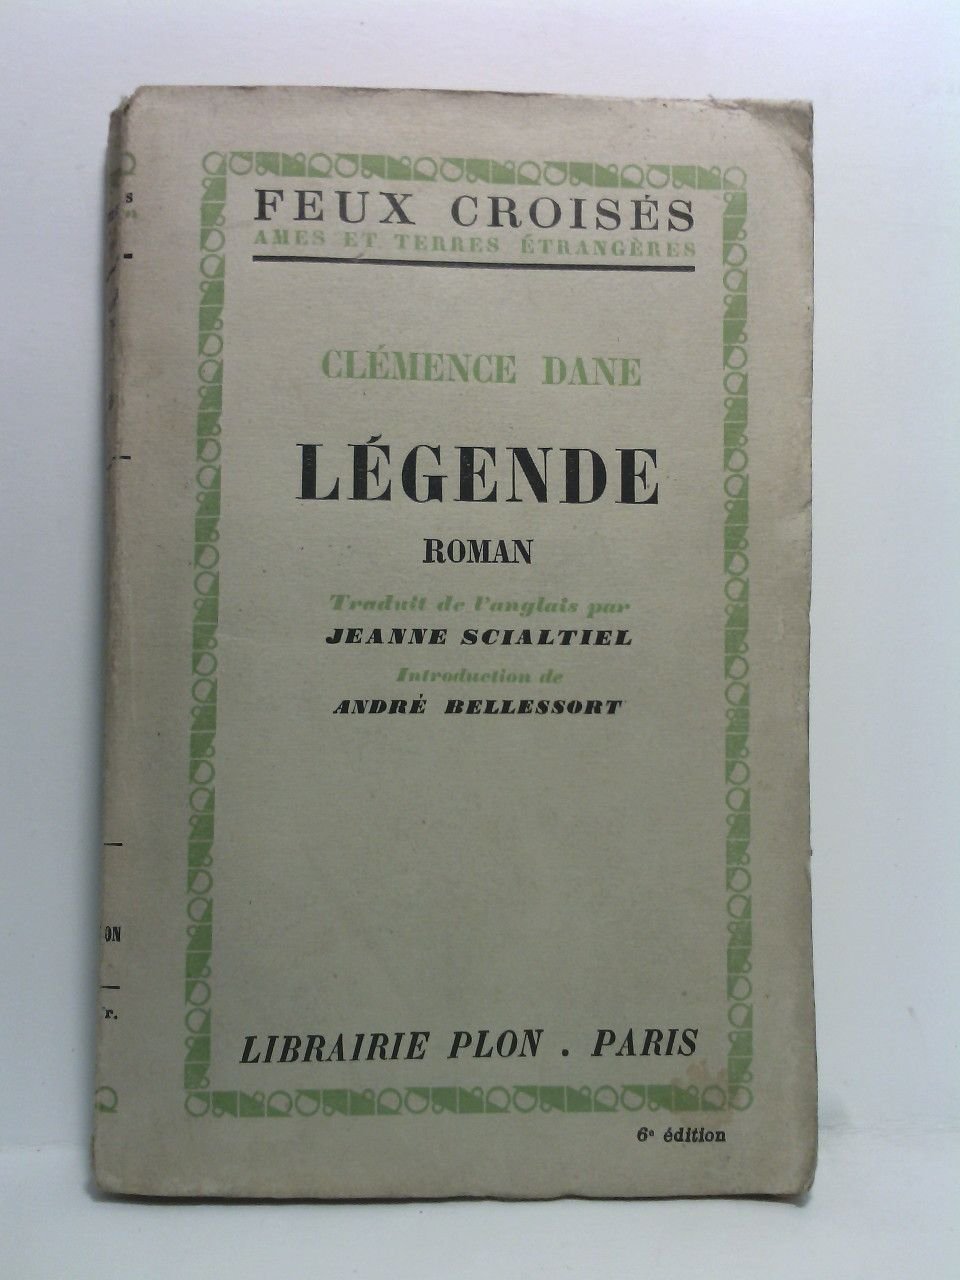 FEUX CROISÉS
AMES ET TERRES ÉTRANGÈRES
CLÉMENCE DANE
LÉGENDE
ROMAN
Traduit de l'anglais par
JEANNE SCIALTIEL
Introduction de
ANDRÉ BELLESSORT
LIBRAIRIE PLON . PARIS
6e édition
S
ON
r.